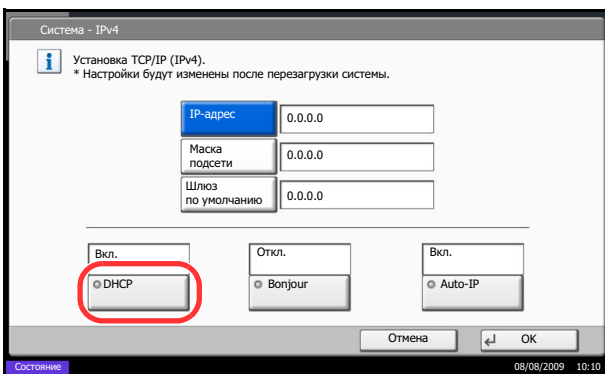 Система - IPv4
Установка TCP/IP (IPv4).
* Настройки будут изменены после перезагрузки системы.
IP-адрес 0.0.0.0
Маска
подсети 0.0.0.0
Шлюз
по умолчанию 0.0.0.0
Вкл. Откл. Вкл.
DHCP Bonjour Auto-IP
Отмена OK
Состояние 08/08/2009 10:10